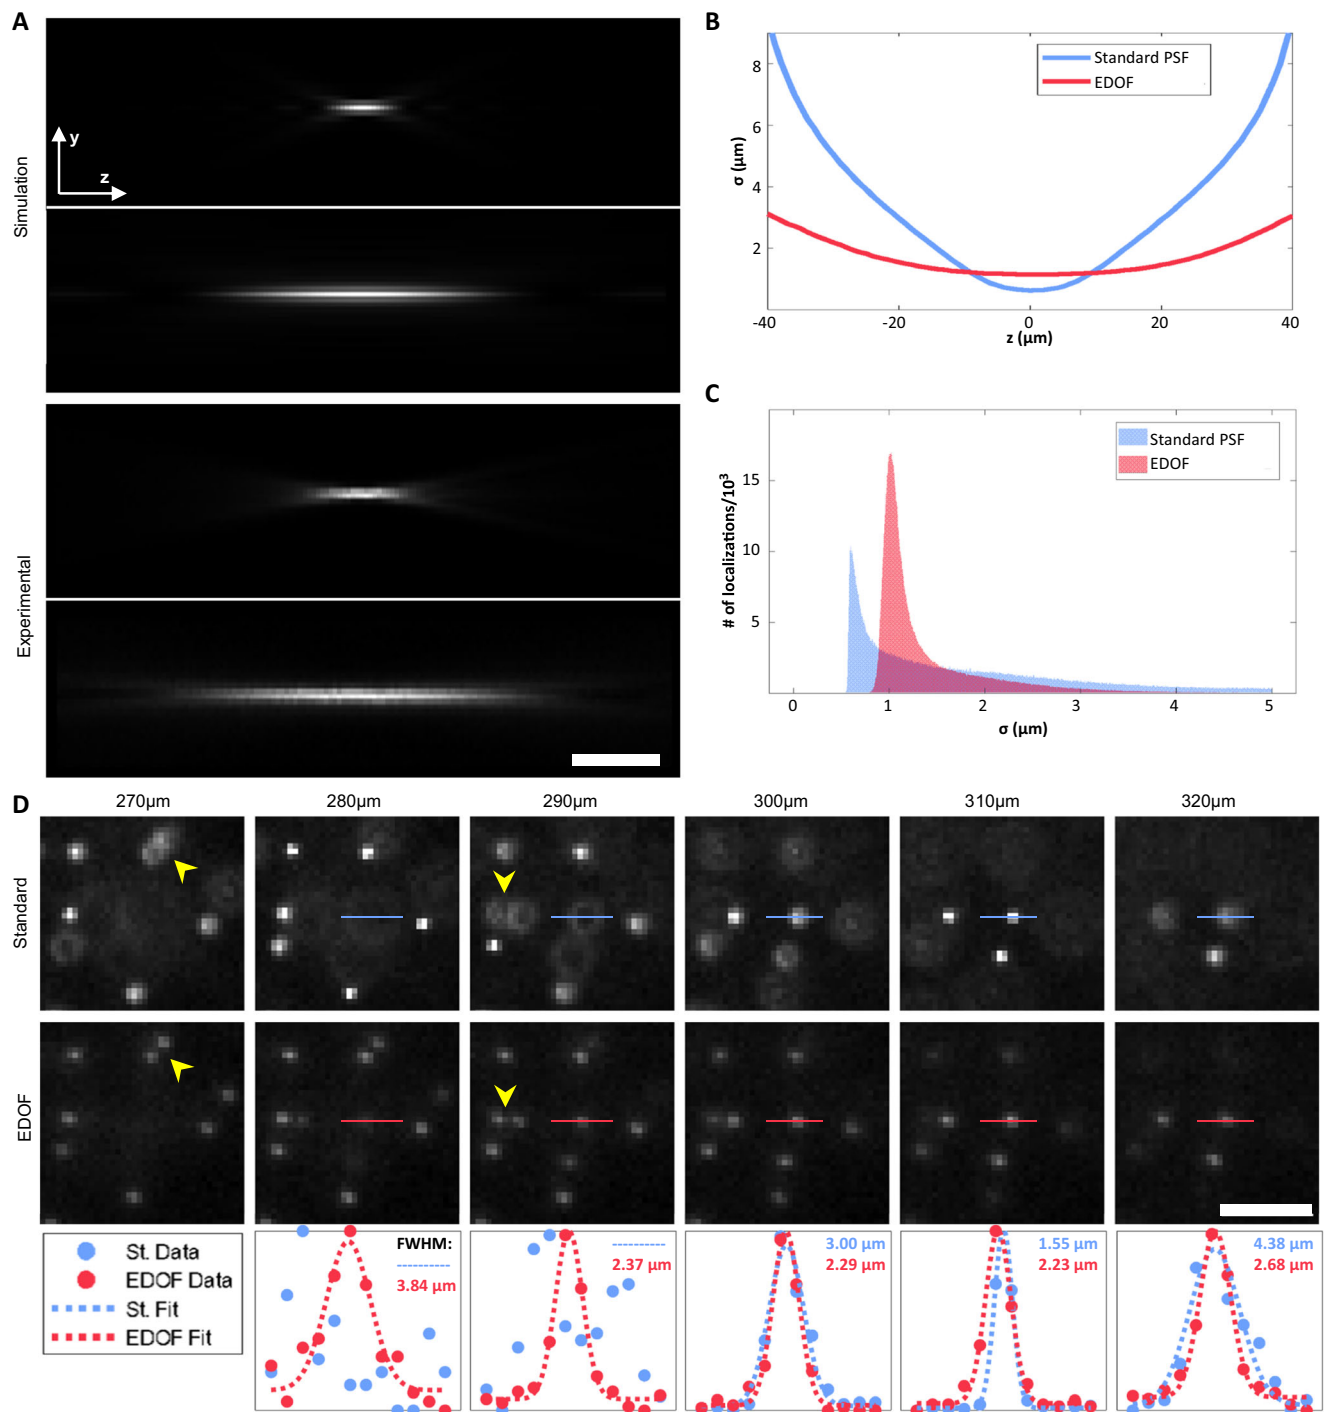 A
Simulation
y
z
Experimental
B
σ (μm)
8
6
4
2
Standard PSF
EDOF
-40
-20
0
20
40
z (μm)
C
# of localizations/10³
15
10
5
Standard PSF
EDOF
0
1
2
3
4
5
σ (μm)
D
270μm
280μm
290μm
300μm
310μm
320μm
Standard
EDOF
St. Data
EDOF Data
St. Fit
EDOF Fit
FWHM:
----------
3.84 μm
----------
2.37 μm
3.00 μm
2.29 μm
1.55 μm
2.23 μm
4.38 μm
2.68 μm